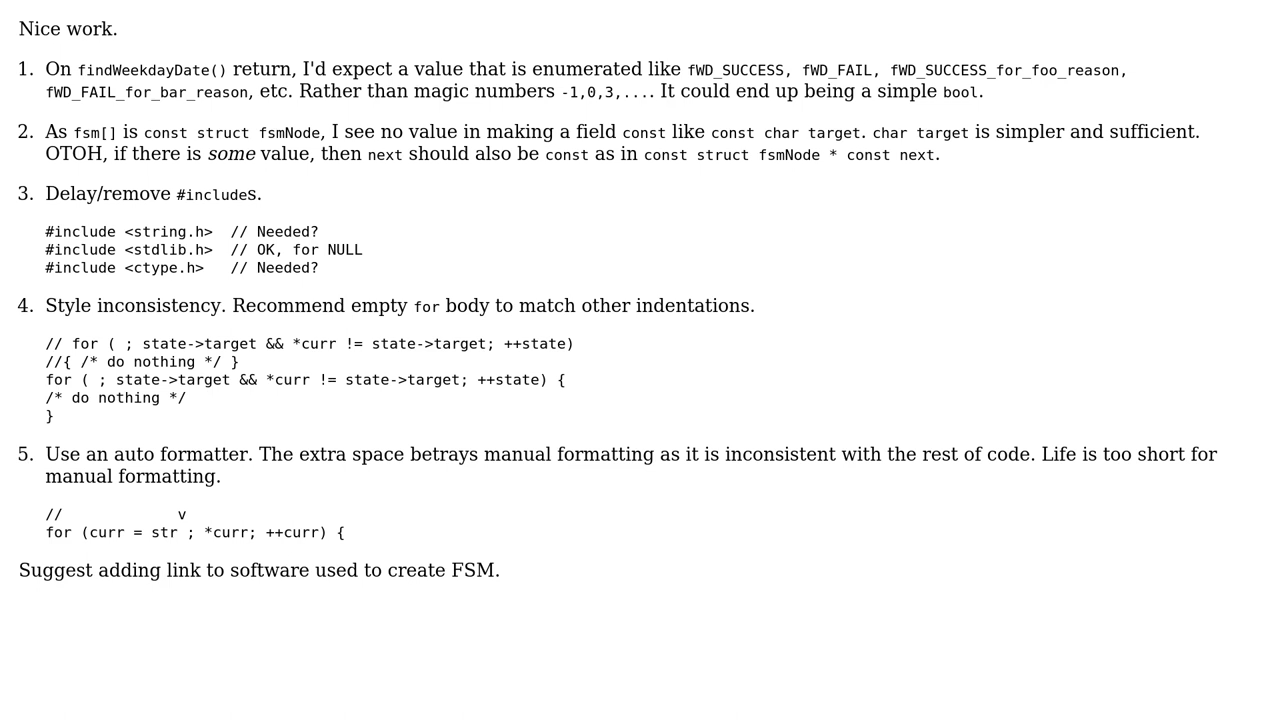 Nice work.
1. On findWeekdayDate() return, I'd expect a value that is enumerated like fWD_SUCCESS, fWD_FAIL, fWD_SUCCESS_for_foo_reason,
fWD_FAIL_for_bar_reason, etc. Rather than magic numbers -1,0,3,.... It could end up being a simple bool.
2. As fsm[] is const struct fsmNode, I see no value in making a field const like const char target. char target is simpler and sufficient.
OTOH, if there is some value, then next should also be const as in const struct fsmNode * const next.
3. Delay/remove #includes.
#include <string.h>  // Needed?
#include <stdlib.h>  // OK, for NULL
#include <ctype.h>   // Needed?
4. Style inconsistency. Recommend empty for body to match other indentations.
// for ( ; state->target && *curr != state->target; ++state)
//{ /* do nothing */ }
for ( ; state->target && *curr != state->target; ++state) {
/* do nothing */
}
5. Use an auto formatter. The extra space betrays manual formatting as it is inconsistent with the rest of code. Life is too short for
manual formatting.
//             v
for (curr = str ; *curr; ++curr) {
Suggest adding link to software used to create FSM.